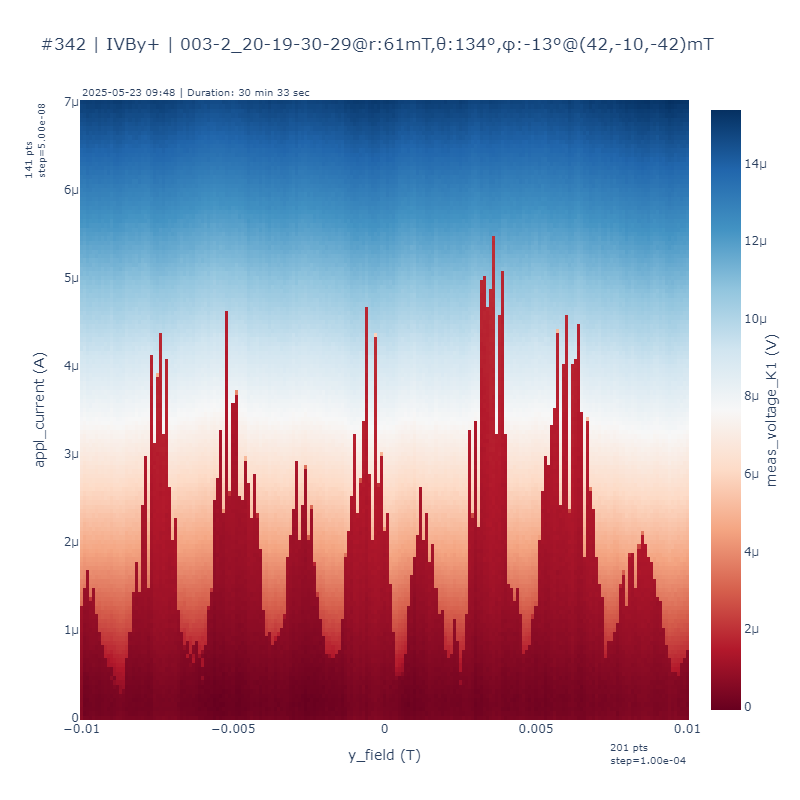 #342 | IVBy+ | 003-2_20-19-30-29@r:61mT,θ:134°,φ:-13°@(42,-10,-42)mT
2025-05-23 09:48 | Duration: 30 min 33 sec
141 pts
step=5.00e-08
7μ
6μ
5μ
4μ
3μ
2μ
1μ
0
appl_current (A)
−0.01
−0.005
0
0.005
0.01
y_field (T)
201 pts
step=1.00e-04
14μ
12μ
10μ
8μ
6μ
4μ
2μ
0
meas_voltage_K1 (V)